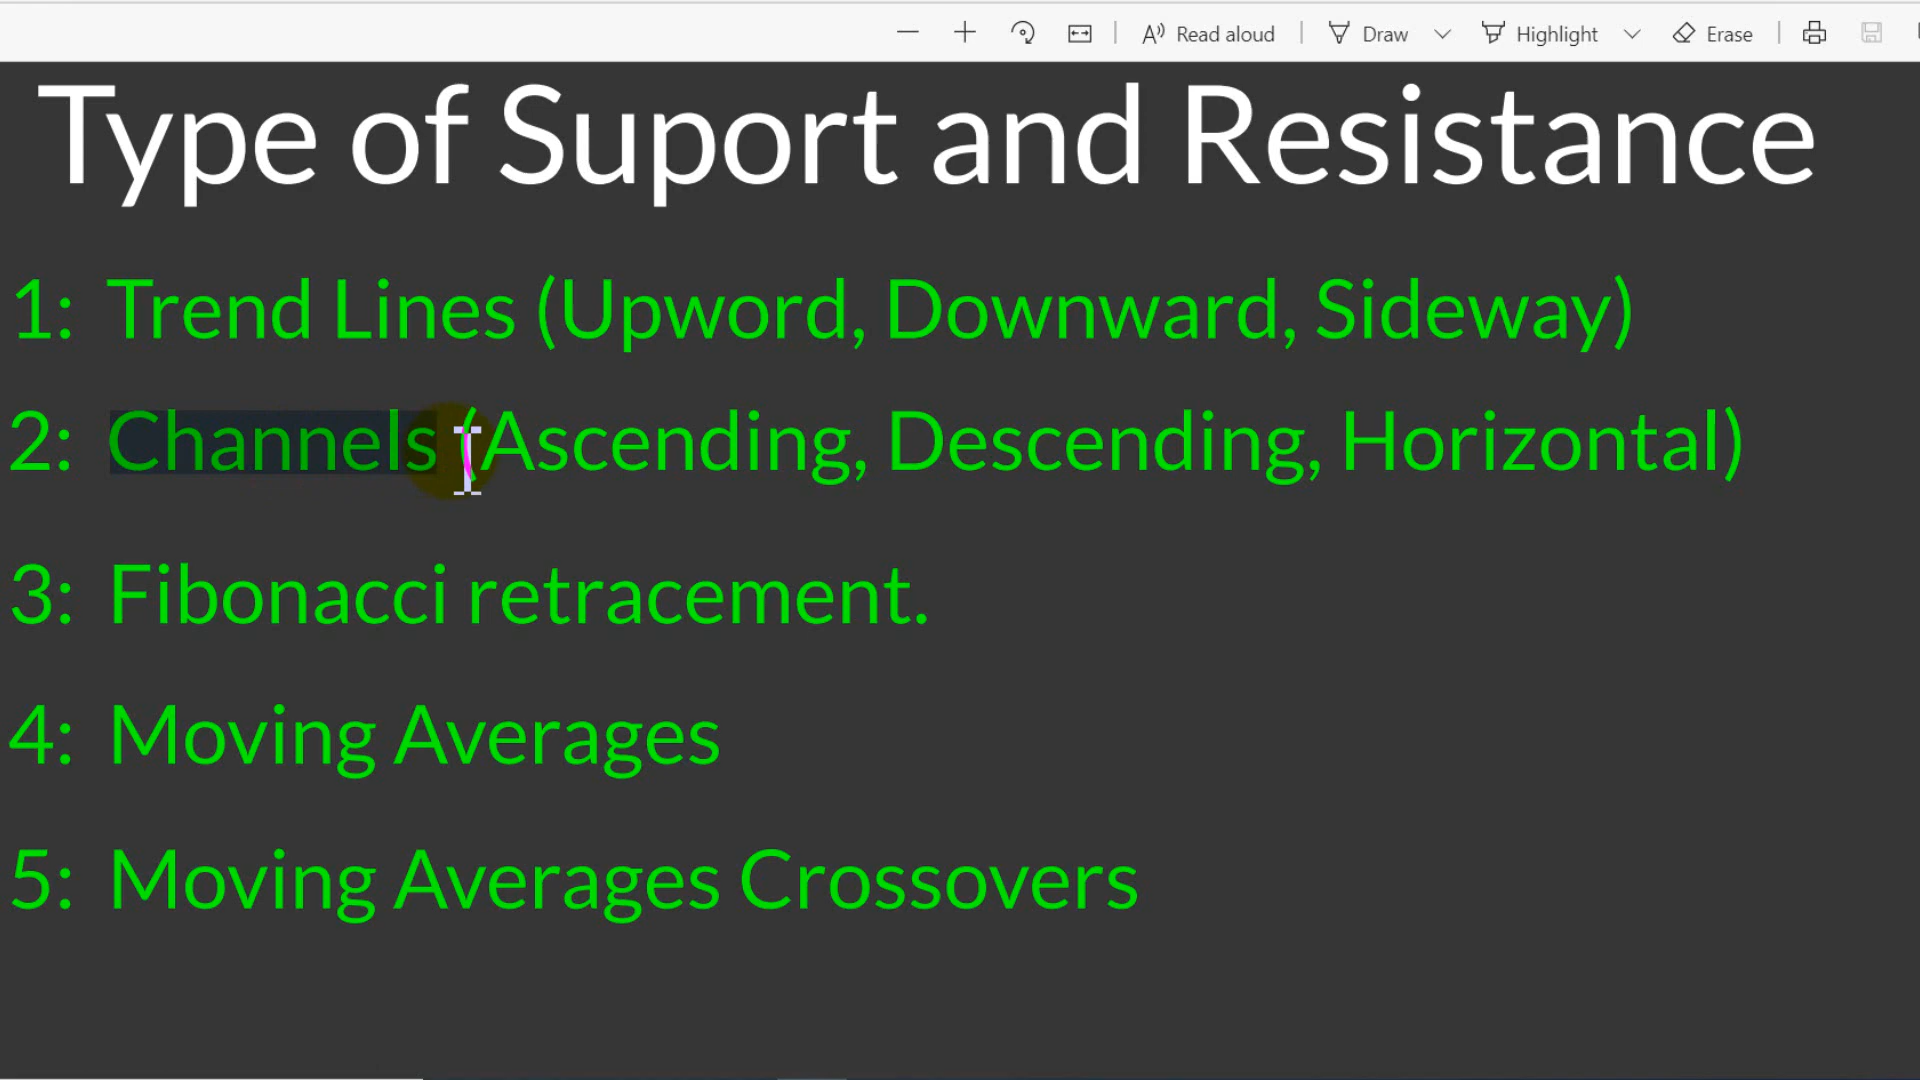 Read aloud Draw Highlight Erase
Type of Suport and Resistance
1: Trend Lines (Upword, Downward, Sideway)
2: Channels (Ascending, Descending, Horizontal)
3: Fibonacci retracement.
4: Moving Averages
5: Moving Averages Crossovers